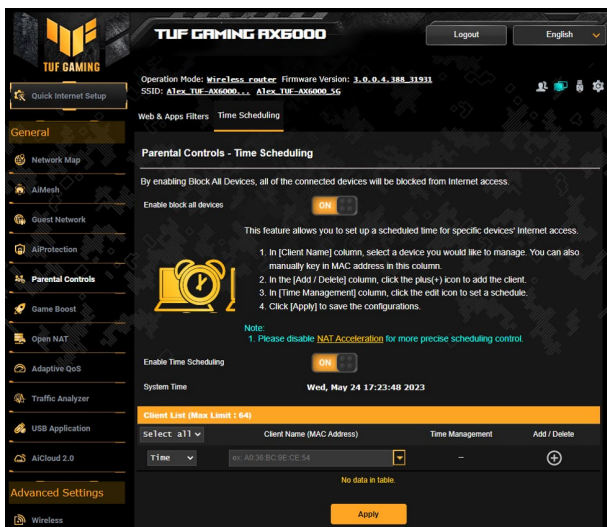 TUF GAMING AX6000
Logout
English
TUF GAMING
Operation Mode: Wireless router Firmware Version: 3.0.0.4.388_31931
SSID: Alex_TUF-AX6000... Alex_TUF-AX6000_5G
Quick Internet Setup
Web & Apps Filters Time Scheduling
General
Network Map
AiMesh
Guest Network
AiProtection
Parental Controls
Game Boost
Open NAT
Adaptive QoS
Traffic Analyzer
USB Application
AiCloud 2.0
Advanced Settings
Wireless
Parental Controls - Time Scheduling
By enabling Block All Devices, all of the connected devices will be blocked from Internet access.
Enable block all devices ON
This feature allows you to set up a scheduled time for specific devices' Internet access.
1. In [Client Name] column, select a device you would like to manage. You can also
manually key in MAC address in this column.
2. In the [Add / Delete] column, click the plus(+) icon to add the client.
3. In [Time Management] column, click the edit icon to set a schedule.
4. Click [Apply] to save the configurations.
Note:
1. Please disable NAT Acceleration for more precise scheduling control.
Enable Time Scheduling ON
System Time Wed, May 24 17:23:48 2023
Client List (Max Limit : 64)
Select all Client Name (MAC Address) Time Management Add / Delete
Time ex: A0:36:BC:9E:CE:54 -
No data in table.
Apply